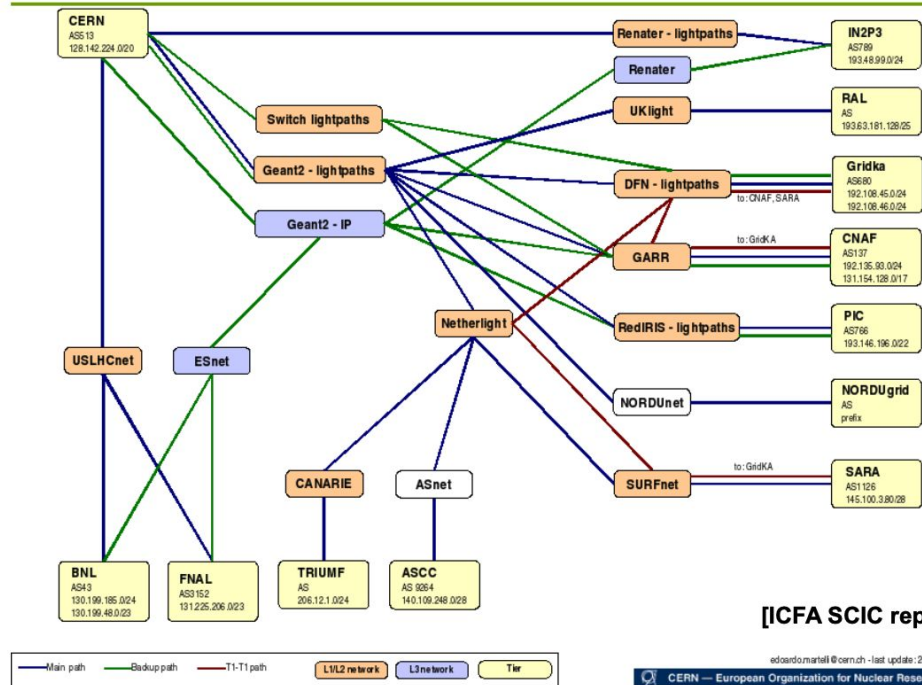 CERN
AS513
128.142.224.0/20
Renater - lightpaths
IN2P3
AS789
193.48.99.0/24
Renater
Switch lightpaths
UKlight
RAL
AS
193.63.181.128/25
Geant2 - lightpaths
DFN - lightpaths
Gridka
AS680
192.108.45.0/24
192.108.46.0/24
to: CNAF, SARA
Geant2 - IP
GARR
to: GridKA
CNAF
AS137
192.135.93.0/24
131.154.128.0/17
Netherlight
RedIRIS - lightpaths
PIC
AS766
193.146.196.0/22
USLHCnet
ESnet
NORDUnet
NORDUgrid
AS
prefix
CANARIE
ASnet
SURFnet
to: GridKA
SARA
AS1126
145.100.3.80/28
BNL
AS43
130.199.185.0/24
130.199.48.0/23
FNAL
AS3152
131.225.206.0/23
TRIUMF
AS
206.12.1.0/24
ASCC
AS 9264
140.109.248.0/28
[ICFA SCIC rep
Main path
Backup path
T1-T1 path
L1/L2 network
L3 network
Tier
edoardo.martelli@cern.ch - last update: 2
CERN — European Organization for Nuclear Rese